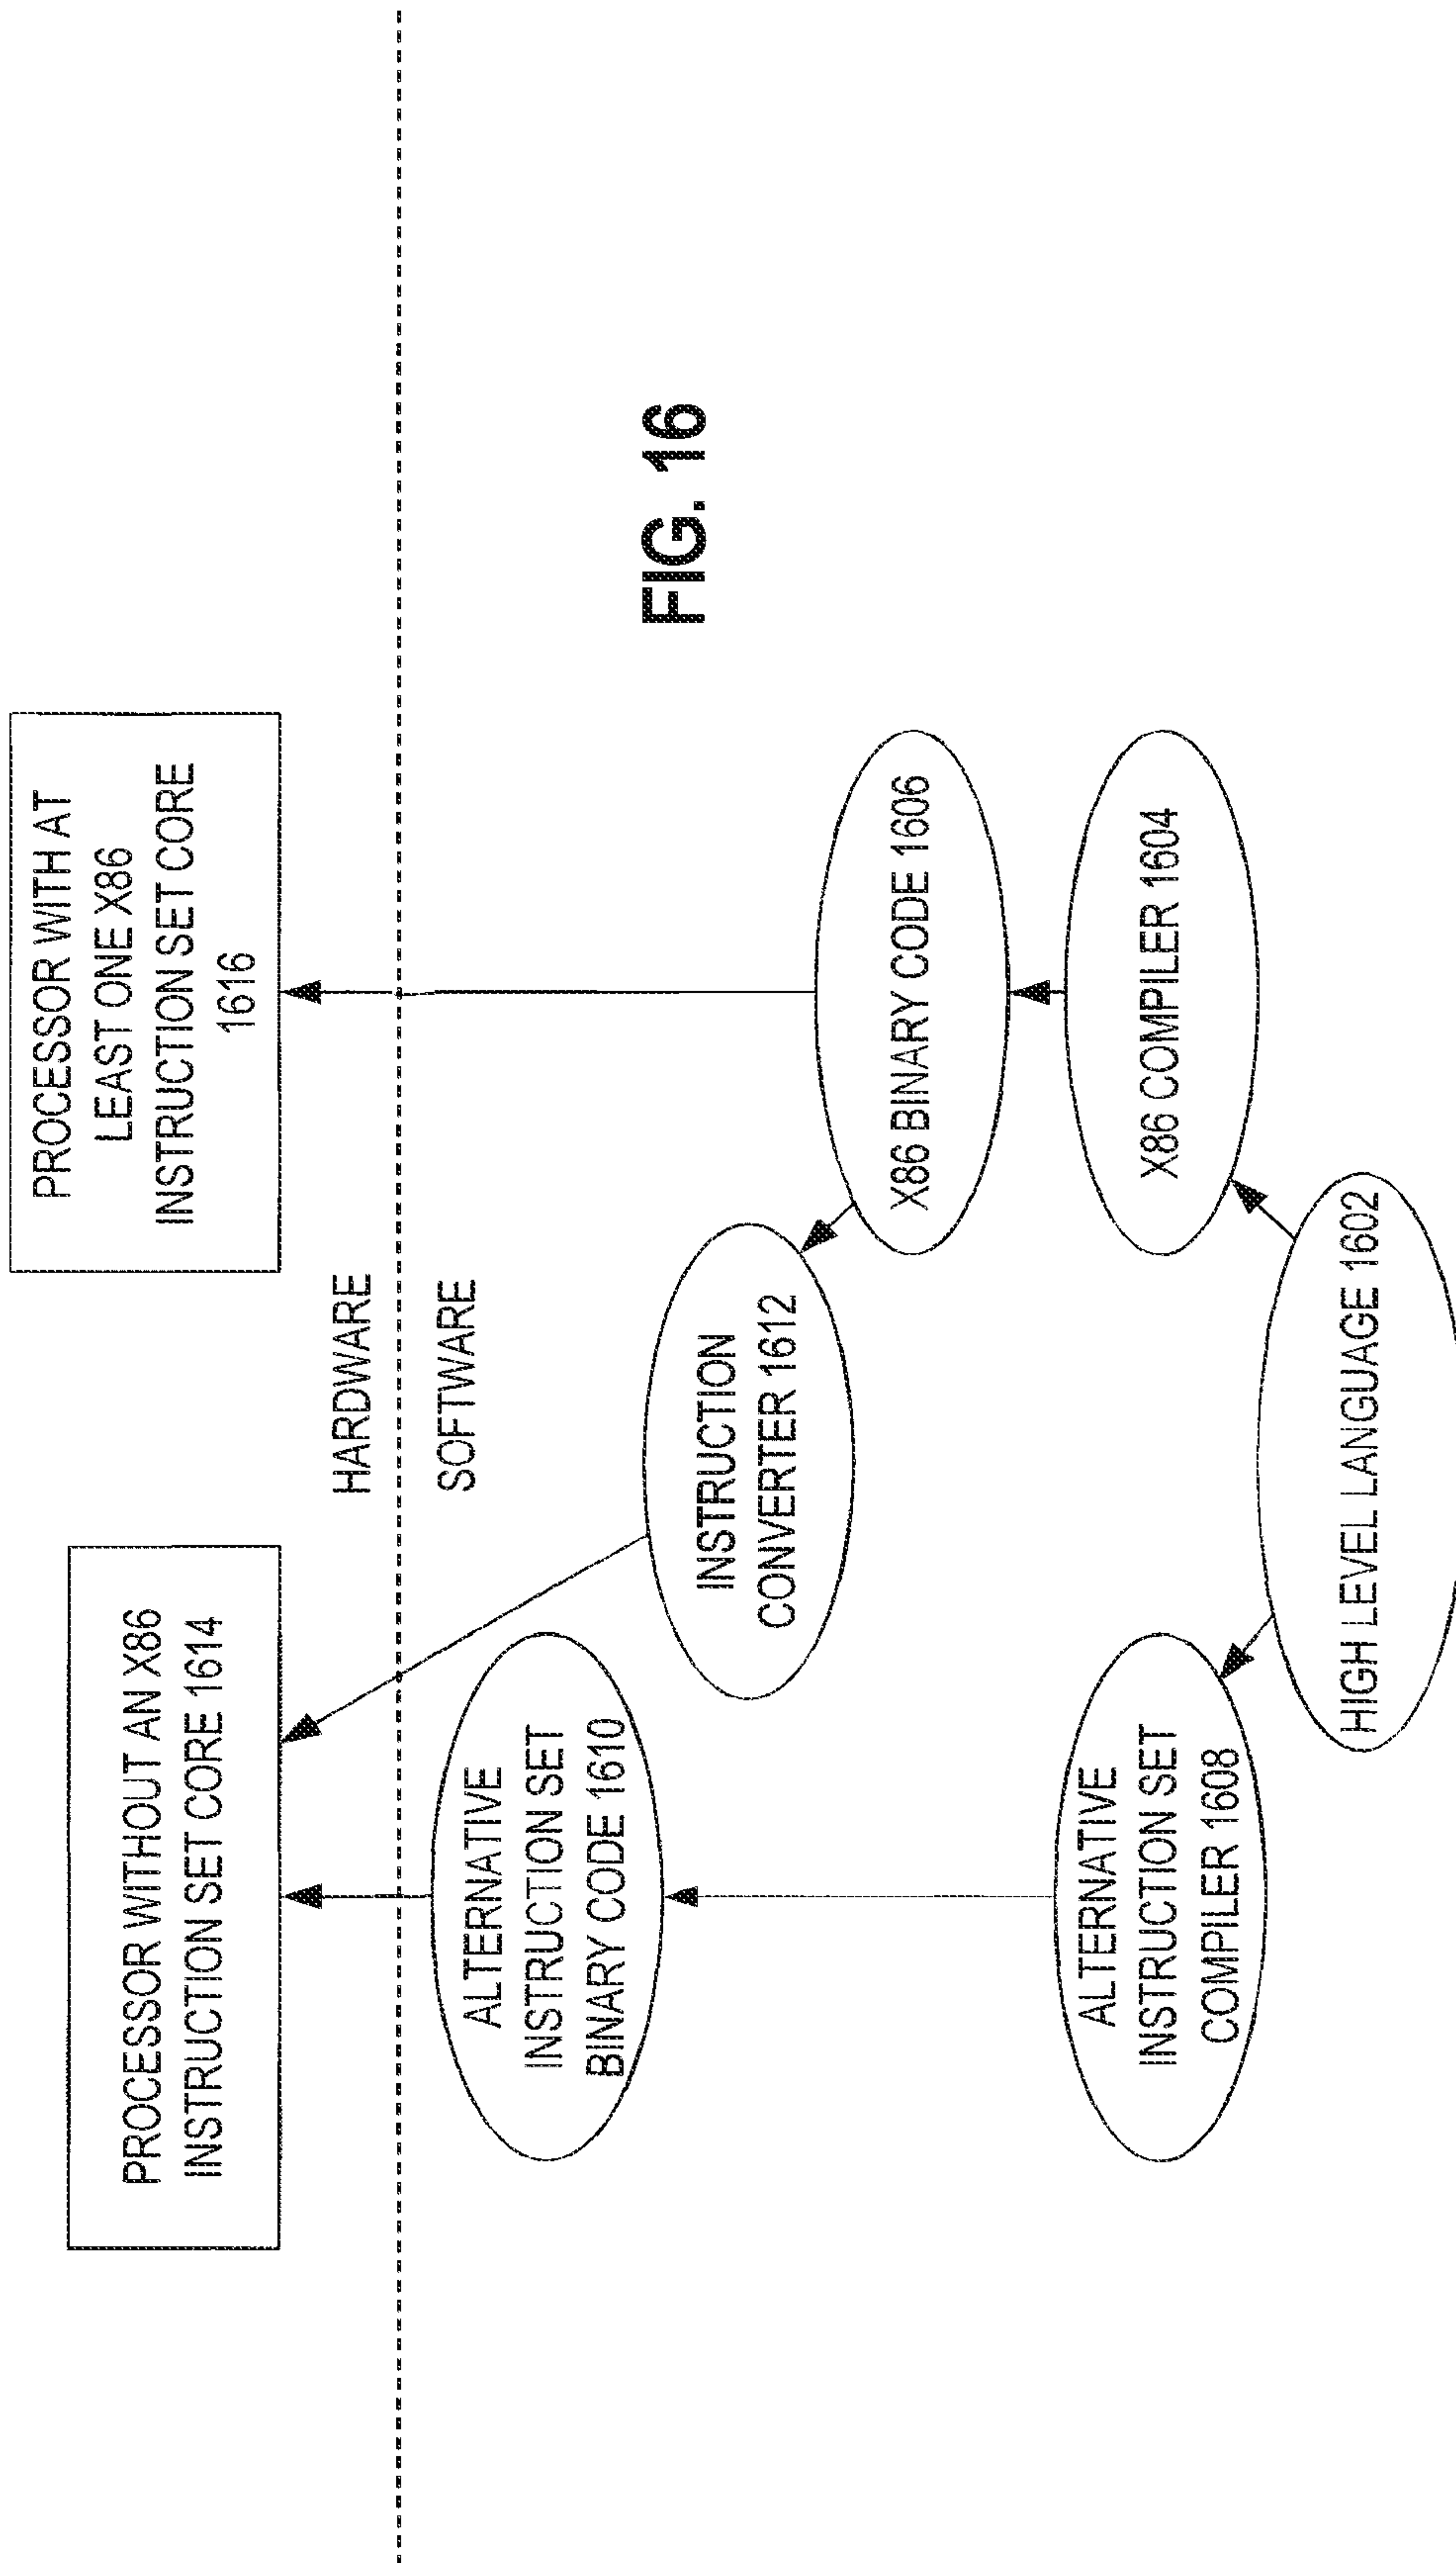 PROCESSOR WITHOUT AN X86
INSTRUCTION SET CORE 1614
PROCESSOR WITH AT
LEAST ONE X86
INSTRUCTION SET CORE
1616
HARDWARE
SOFTWARE
ALTERNATIVE
INSTRUCTION SET
BINARY CODE 1610
INSTRUCTION
CONVERTER 1612
X86 BINARY CODE 1606
ALTERNATIVE
INSTRUCTION SET
COMPILER 1608
X86 COMPILER 1604
HIGH LEVEL LANGUAGE 1602
FIG. 16